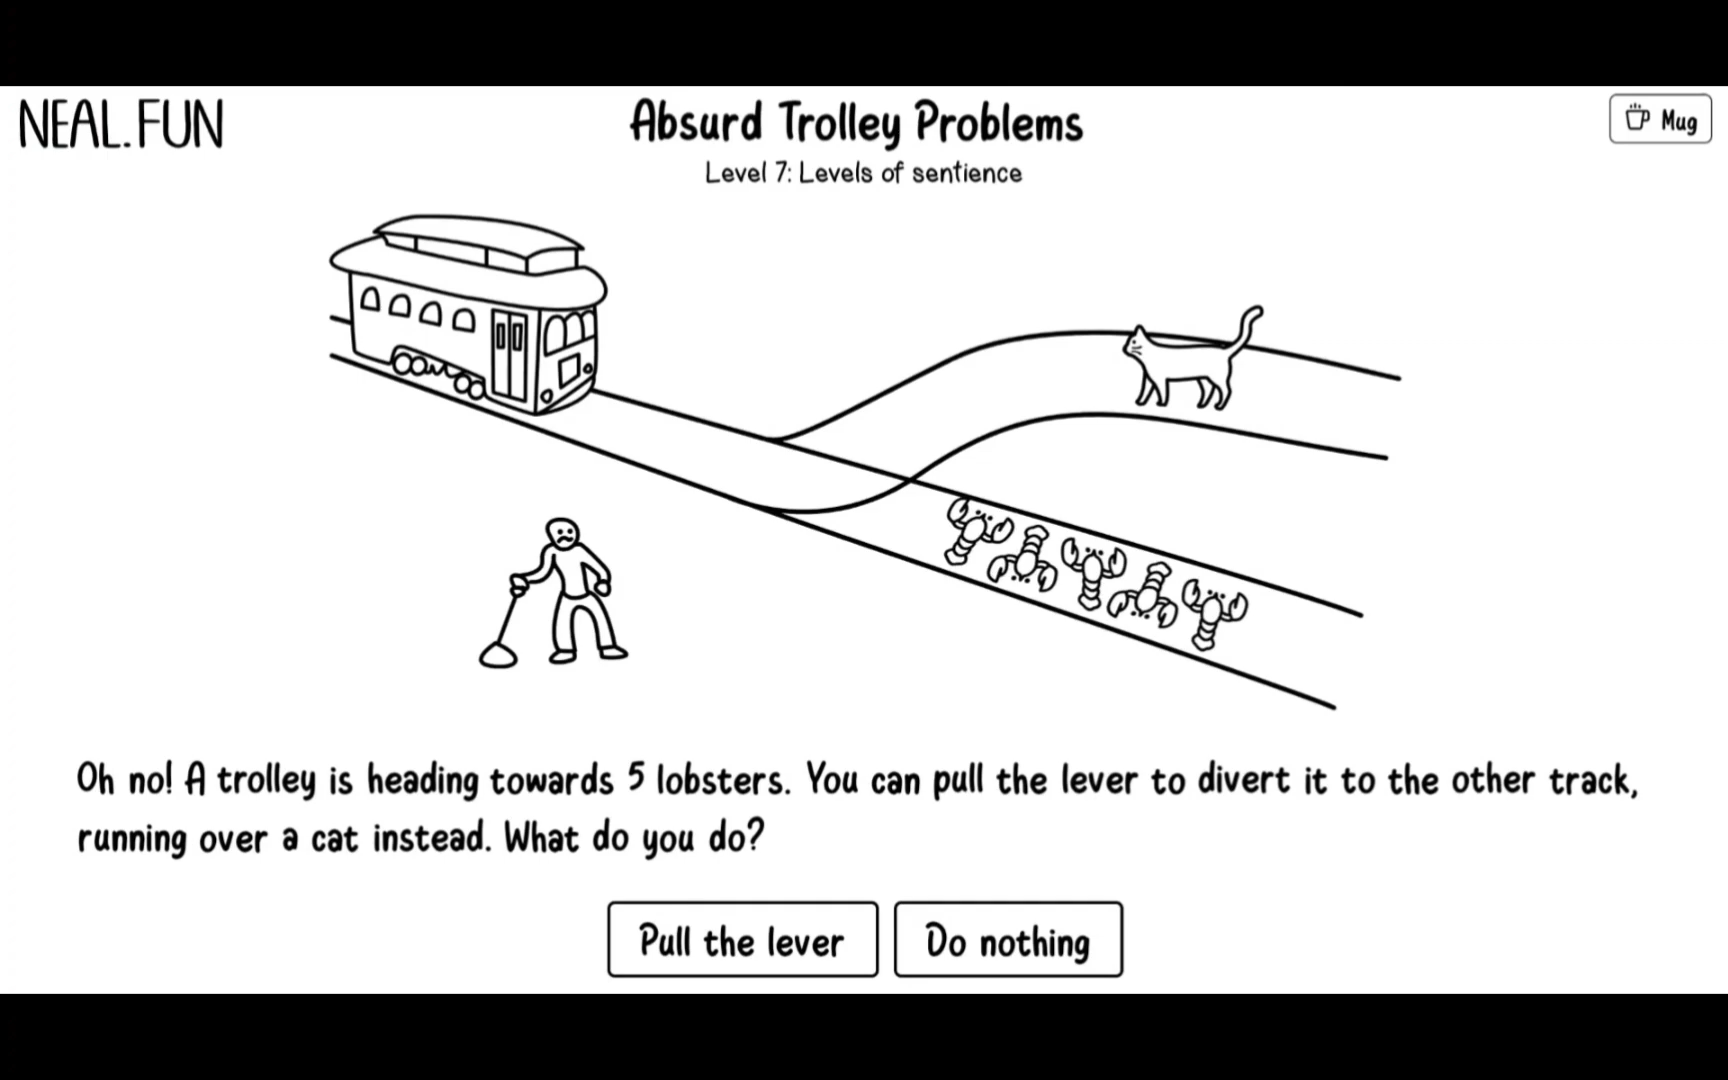 NEAL.FUN
Absurd Trolley Problems
Mug
Level 7: Levels of sentience
Oh no! A trolley is heading towards 5 lobsters. You can pull the lever to divert it to the other track,
running over a cat instead. What do you do?
Pull the lever
Do nothing